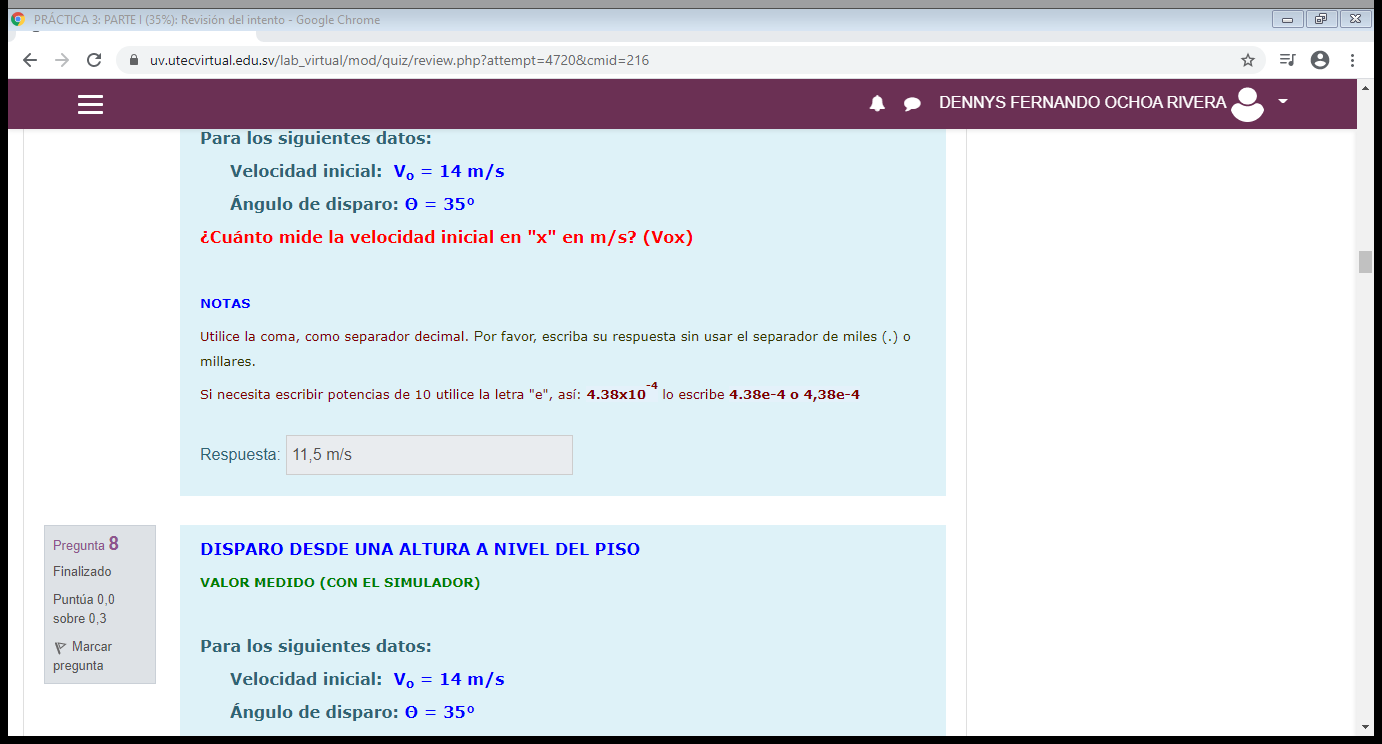 PRÁCTICA 3: PARTE I (35%): Revisión del intento - Google Chrome
uv.utecvirtual.edu.sv/lab_virtual/mod/quiz/review.php?attempt=4720&cmid=216
DENNYS FERNANDO OCHOA RIVERA
Para los siguientes datos:
Velocidad inicial: Vo = 14 m/s
Ángulo de disparo: Θ = 35º
¿Cuánto mide la velocidad inicial en "x" en m/s? (Vox)
NOTAS
Utilice la coma, como separador decimal. Por favor, escriba su respuesta sin usar el separador de miles (.) o
millares.
Si necesita escribir potencias de 10 utilice la letra "e", así: 4.38x10-4 lo escribe 4.38e-4 o 4,38e-4
Respuesta: 11,5 m/s
Pregunta 8
Finalizado
Puntúa 0,0
sobre 0,3
Marcar
pregunta
DISPARO DESDE UNA ALTURA A NIVEL DEL PISO
VALOR MEDIDO (CON EL SIMULADOR)
Para los siguientes datos:
Velocidad inicial: Vo = 14 m/s
Ángulo de disparo: Θ = 35º